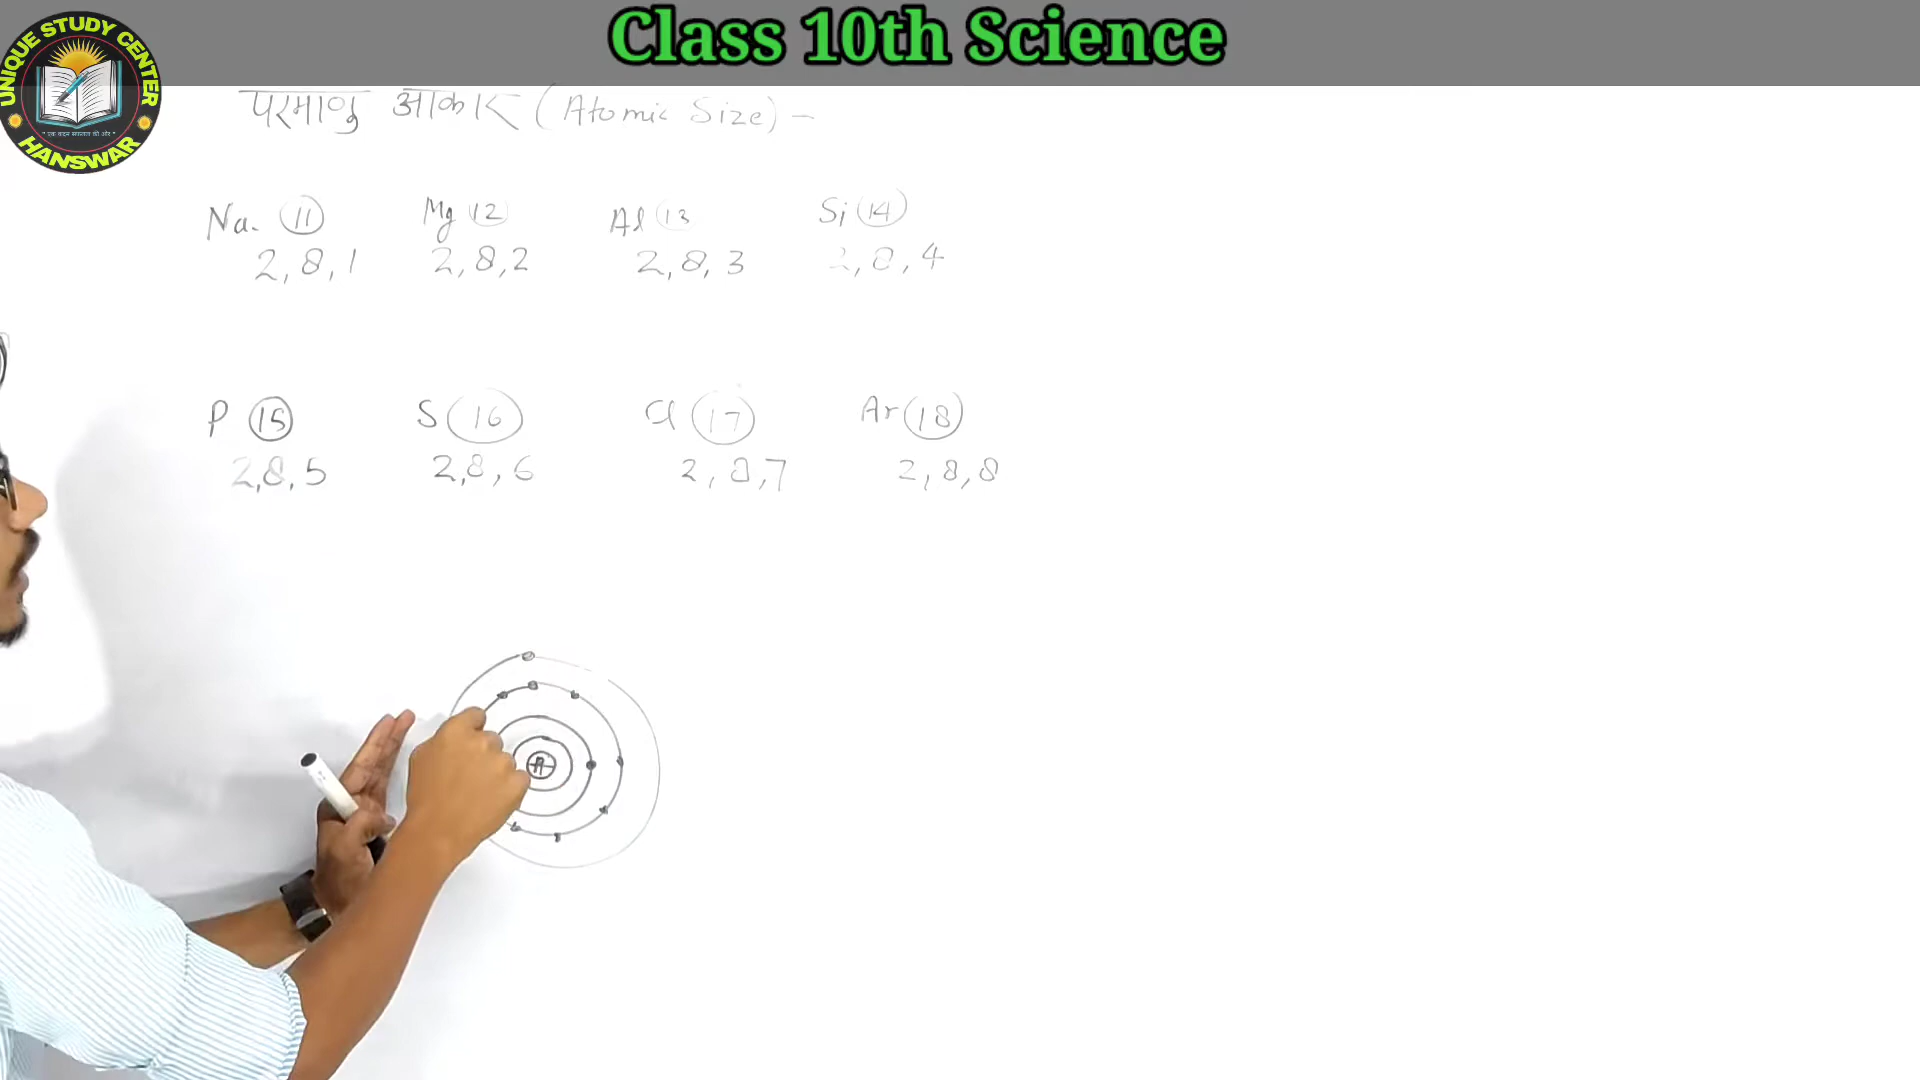 Class 10th Science
UNIQUE STUDY CENTER
HANSWAR
परमाणु आकार (Atomic Size) –
Na. 11 Mg 12 Al 13 Si 14
2,8,1 2,8,2 2,8,3 2,8,4
P 15 S 16 Cl 17 Ar 18
2,8,5 2,8,6 2,8,7 2,8,8